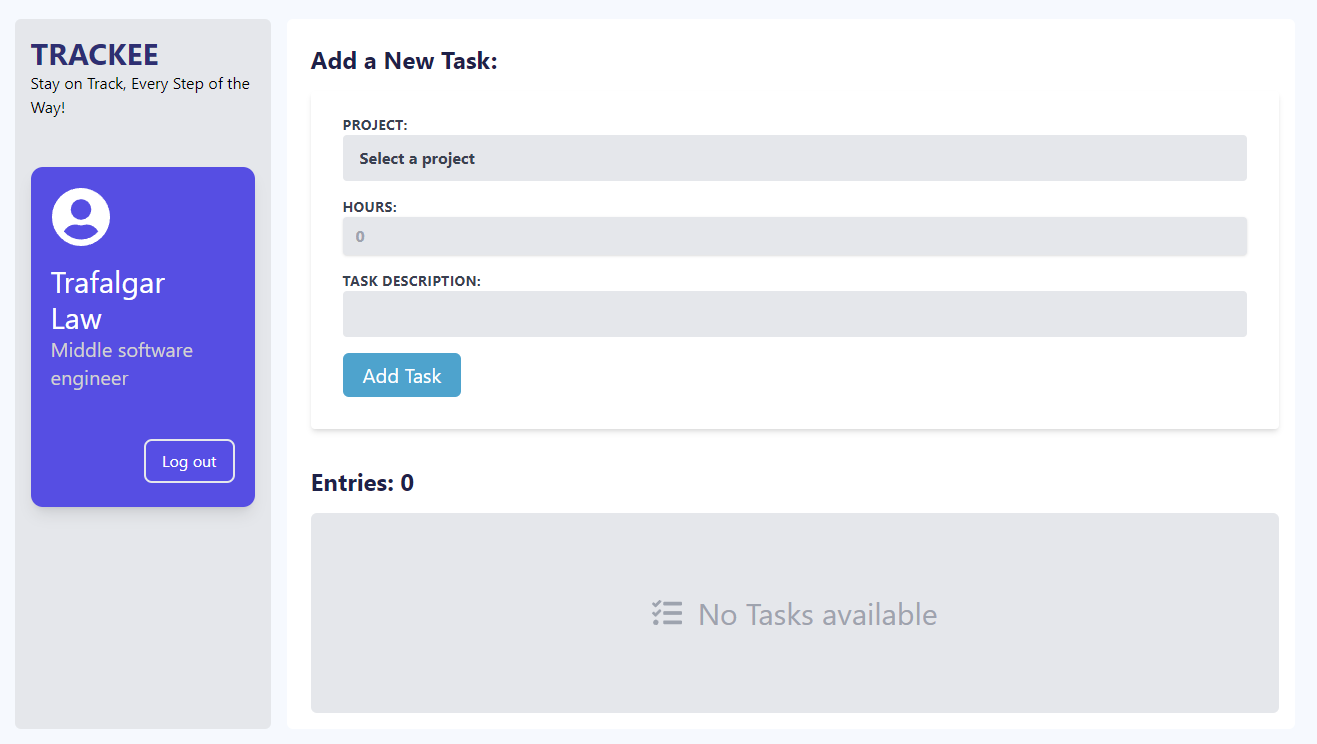 TRACKEE
Stay on Track, Every Step of the
Way!
Trafalgar
Law
Middle software
engineer
Log out
Add a New Task:
PROJECT:
Select a project
HOURS:
0
TASK DESCRIPTION:
Add Task
Entries: 0
No Tasks available